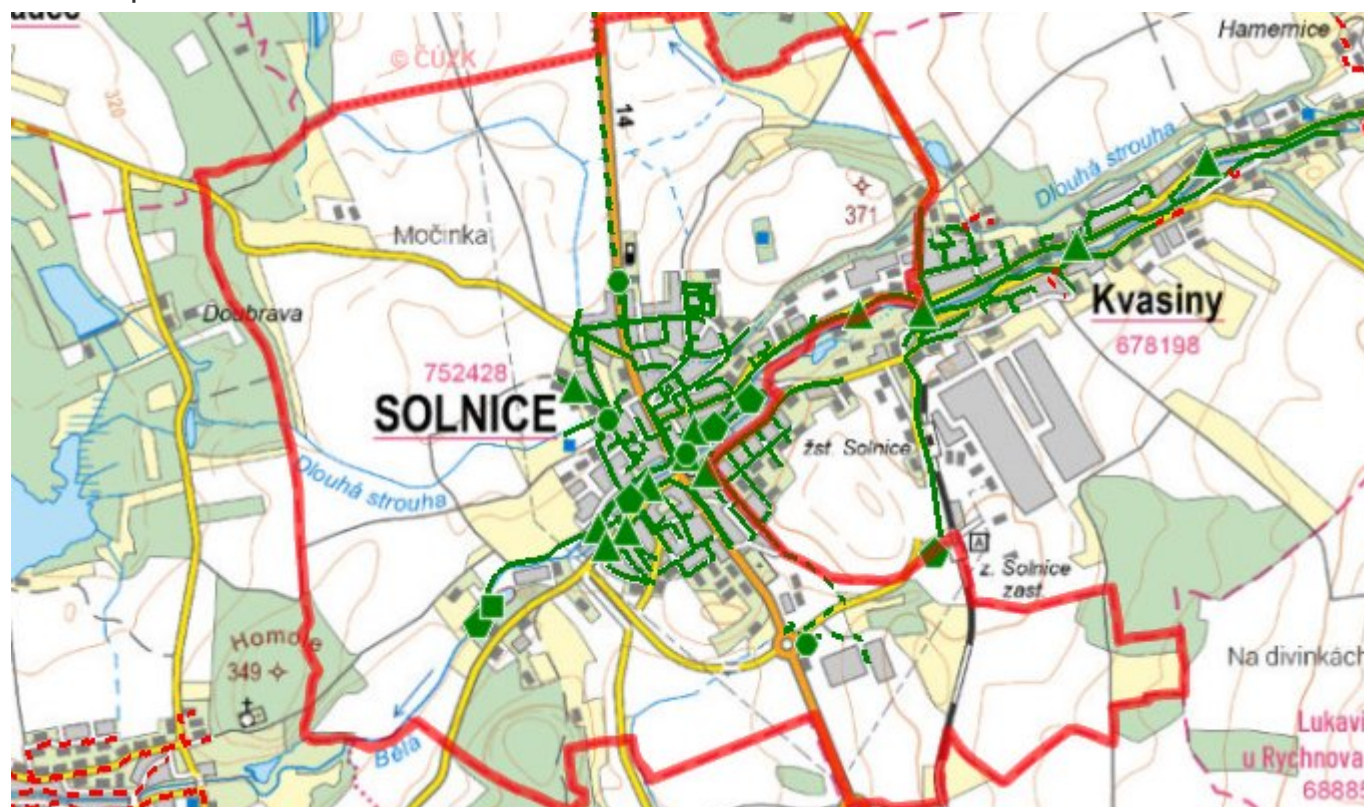 Hamernice
© ČÚZK
320
14
Dlouhá strouha
371
Močinka
Kvasiny
678198
Doubrava
752428
SOLNICE
žst. Solnice
Dlouhá strouha
A
z. Solnice
zast.
Homole
349
Na divinkách
Bělá
Lukavi
u Rychnova
6888